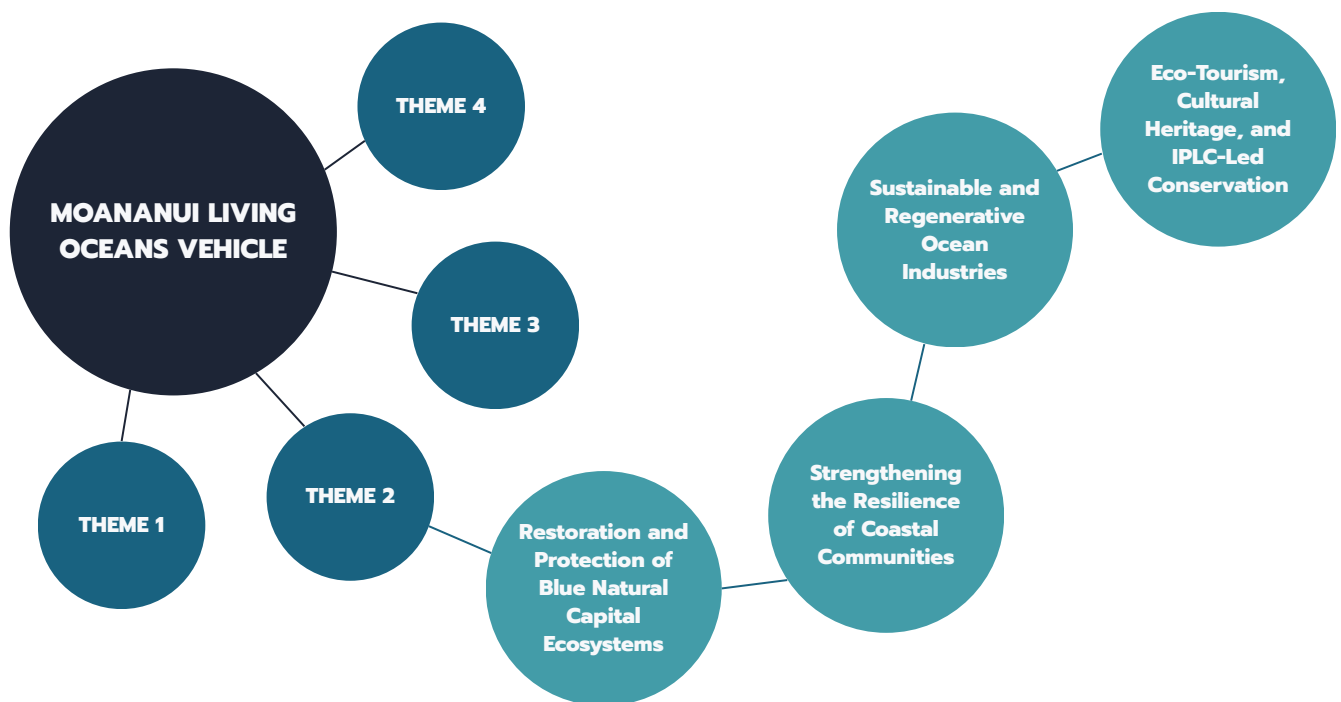 MOANANUI LIVING
OCEANS VEHICLE
THEME 4
THEME 3
THEME 2
THEME 1
Restoration and
Protection of
Blue Natural
Capital
Ecosystems
Strengthening
the Resilience
of Coastal
Communities
Sustainable and
Regenerative
Ocean
Industries
Eco-Tourism,
Cultural
Heritage, and
IPLC-Led
Conservation